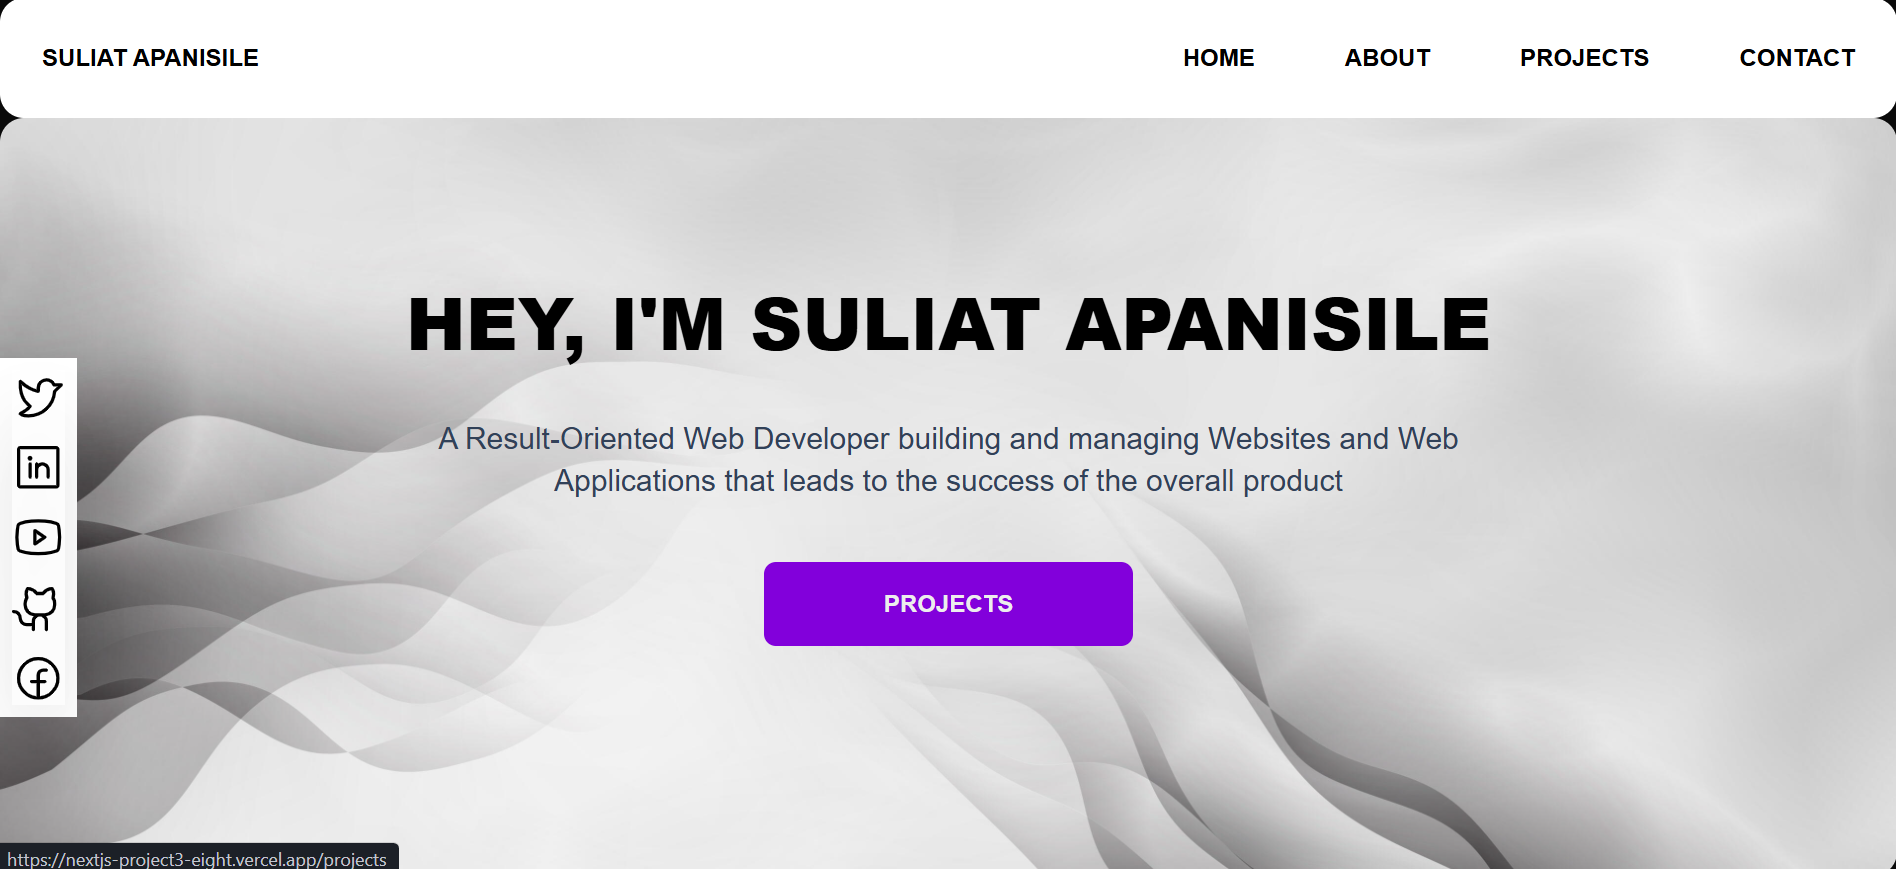 SULIAT APANISILE
HOME ABOUT PROJECTS CONTACT
HEY, I'M SULIAT APANISILE
A Result-Oriented Web Developer building and managing Websites and Web
Applications that leads to the success of the overall product
in
PROJECTS
https://nextjs-project3-eight.vercel.app/projects